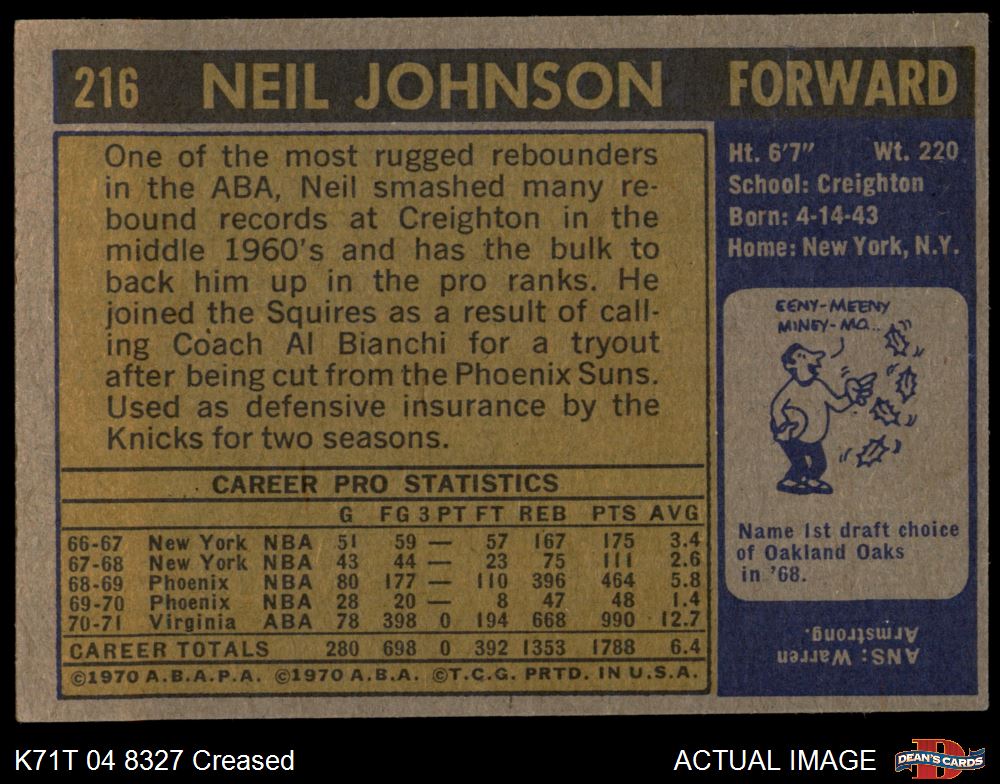 216 NEIL JOHNSON FORWARD
One of the most rugged rebounders
in the ABA, Neil smashed many re-
bound records at Creighton in the
middle 1960's and has the bulk to
back him up in the pro ranks. He
joined the Squires as a result of call-
ing Coach Al Bianchi for a tryout
after being cut from the Phoenix Suns.
Used as defensive insurance by the
Knicks for two seasons.
Ht. 6'7" Wt. 220
School: Creighton
Born: 4-14-43
Home: New York, N.Y.
EENY-MEENY
MINEY-MO..
Name 1st draft choice
of Oakland Oaks
in '68.
ANS: Warren
Armstrong.
CAREER PRO STATISTICS
G FG 3 PT FT REB PTS AVG
66-67 New York NBA 51 59 — 57 167 175 3.4
67-68 New York NBA 43 44 — 23 75 111 2.6
68-69 Phoenix NBA 80 177 — 110 396 464 5.8
69-70 Phoenix NBA 28 20 — 8 47 48 1.4
70-71 Virginia ABA 78 398 0 194 668 990 12.7
CAREER TOTALS 280 698 0 392 1353 1788 6.4
©1970 A.B.A.P.A. ©1970 A.B.A. ©T.C.G. PRTD. IN U.S.A.
K71T 04 8327 Creased ACTUAL IMAGE D DEAN'S CARDS